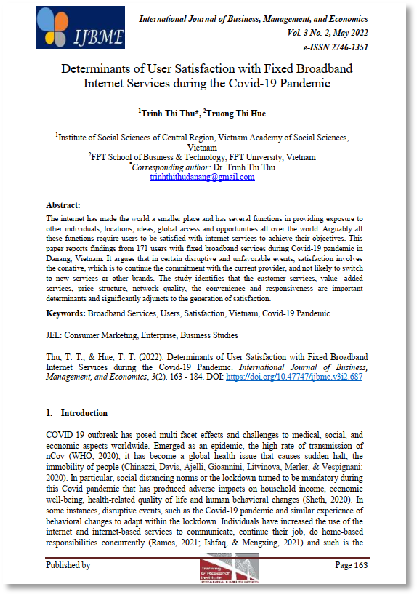 IJBME
International Journal of Business, Management, and Economics
Vol. 3 No. 2, May 2022
e-ISSN 2746-1351
Determinants of User Satisfaction with Fixed Broadband
Internet Services during the Covid-19 Pandemic
¹Trinh Thi Thu*, ²Truong Thi Hue
¹Institute of Social Sciences of Central Region, Vietnam Academy of Social Sciences,
Vietnam
²FPT School of Business & Technology, FPT University, Vietnam
*Corresponding author: Dr. Trinh Thi Thu
trinhthithudanang@gmail.com
Abstract:
The internet has made the world a smaller place and has several functions in providing exposure to
other individuals, locations, ideas, global access and opportunities all over the world. Arguably all
these functions require users to be satisfied with internet services to achieve their objectives. This
paper reports findings from 171 users with fixed broadband services during Covid-19 pandemic in
Danang, Vietnam. It argues that in certain disruptive and unfavorable events, satisfaction involves
the conative, which is to continue the commitment with the current provider, and not likely to switch
to new services or other brands. The study identifies that the customer services, value-added
services, price structure, network quality, the convenience and responsiveness are important
determinants and significantly adjuncts to the generation of satisfaction.
Keywords: Broadband Services, Users, Satisfaction, Vietnam, Covid-19 Pandemic
JEL: Consumer Marketing, Enterprise, Business Studies
Thu, T. T., & Hue, T. T. (2022). Determinants of User Satisfaction with Fixed Broadband
Internet Services during the Covid-19 Pandemic. International Journal of Business,
Management, and Economics, 3(2). 163 - 184. DOI: https://doi.org/10.47747/ijbme.v3i2.687
1. Introduction
COVID-19 outbreak has posed multi-facet effects and challenges to medical, social, and
economic aspects worldwide. Emerged as an epidemic, the high rate of transmission of
nCov (WHO, 2020), it has become a global health issue that causes sudden halt, the
immobility of people (Chinazzi, Davis, Ajelli, Gioannini, Litvinova, Merler, & Vespignani;
2020). In particular, social distancing norms or the lockdown turned to be mandatory during
this Covid pandemic that has produced adverse impacts on household income, economic
well-being, health-related quality of life and human behavioral changes (Sheth, 2020). In
some instances, disruptive events, such as the Covid-19 pandemic and similar experience of
behavioral changes to adapt within the lockdown. Individuals have increased the use of the
internet and internet-based services to communicate, continue their job, do home-based
responsibilities concurrently (Ramos, 2021; Ishfaq, & Mengxing, 2021) and such is the
Published by
Page 163